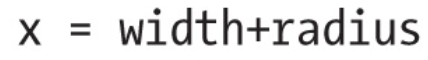 x = width+radius